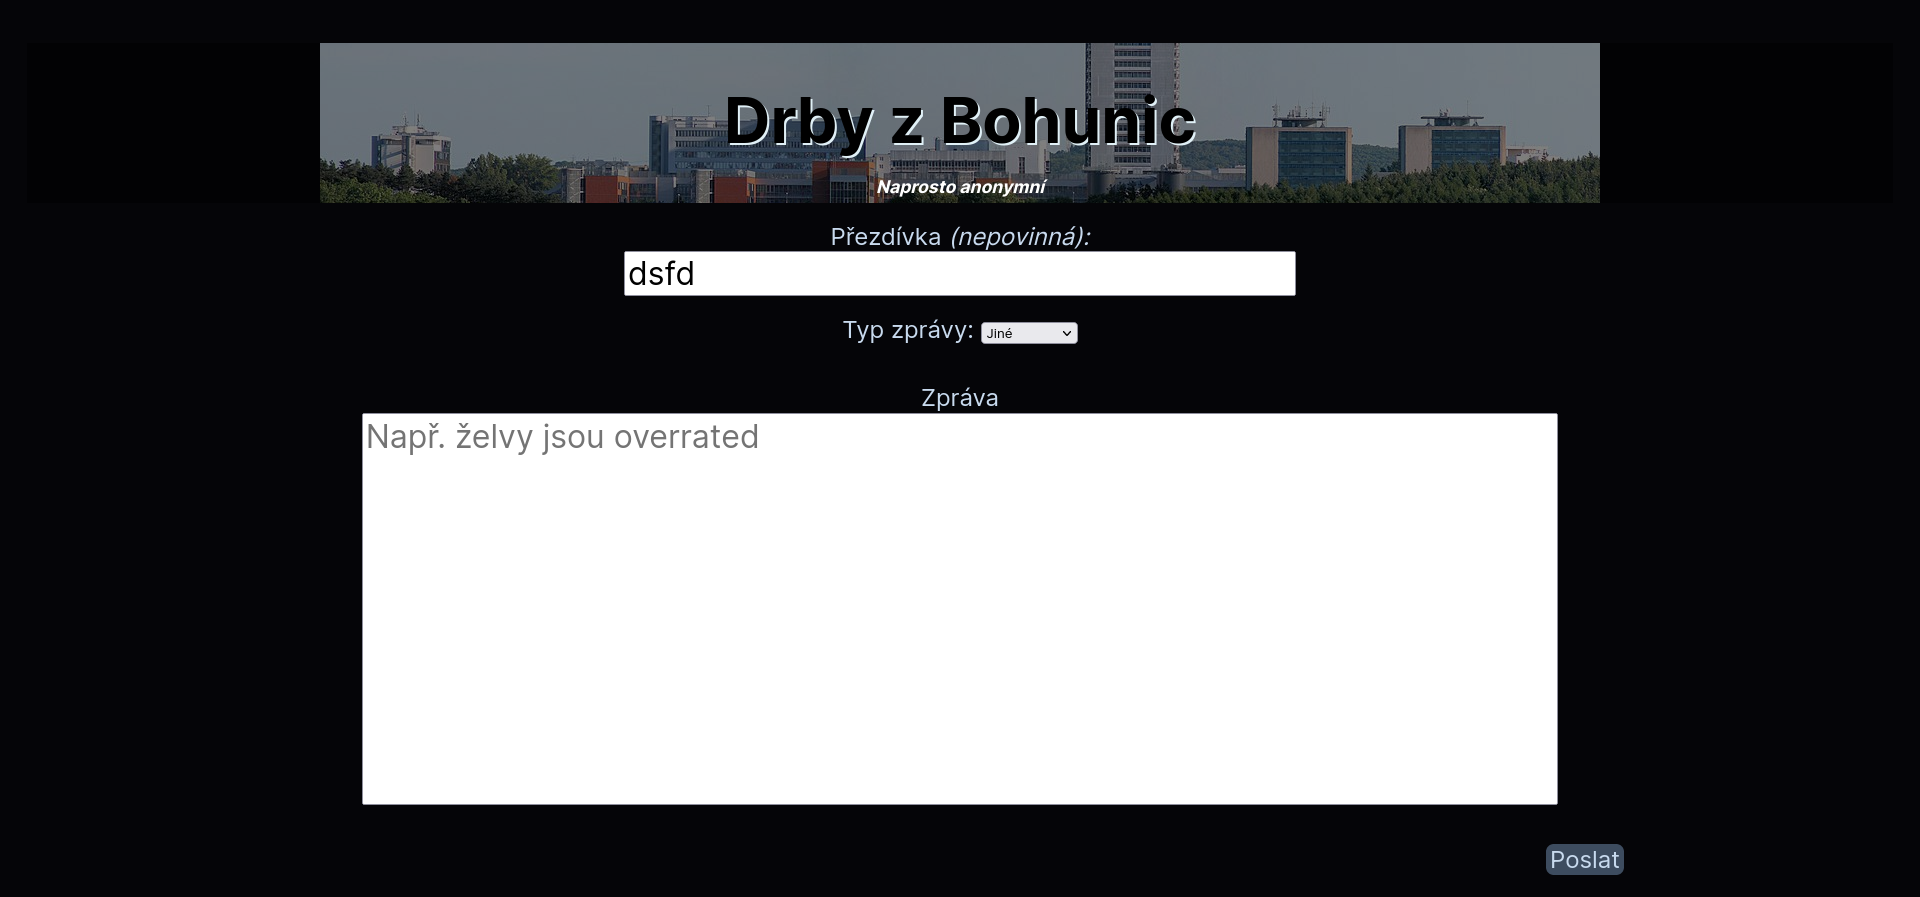 Drby z Bohunic
Naprosto anonymní
Přezdívka (nepovinná):
dsfd
Typ zprávy: Jiné
Zpráva
Např. želvy jsou overrated
Poslat